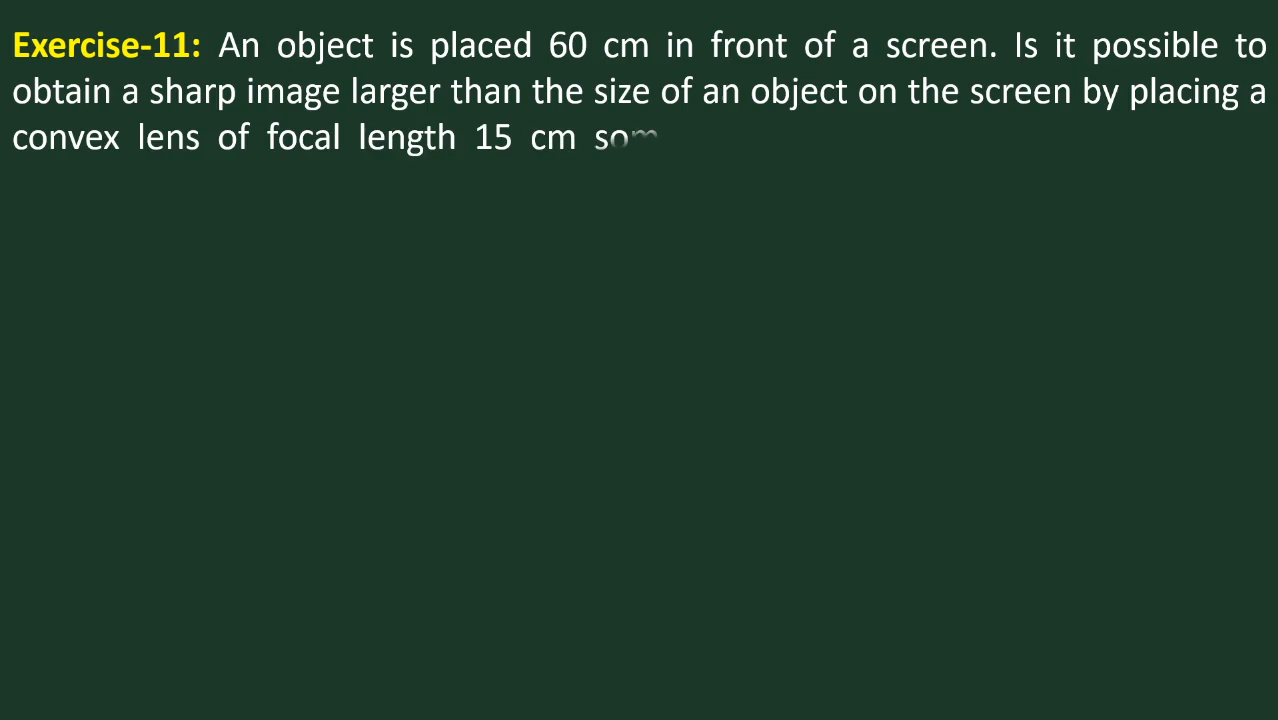 Exercise-11: An object is placed 60 cm in front of a screen. Is it possible to
obtain a sharp image larger than the size of an object on the screen by placing a
convex lens of focal length 15 cm